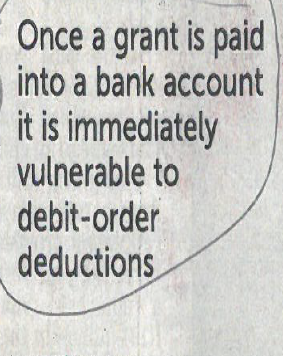 Once a grant is paid
into a bank account
it is immediately
vulnerable to
debit-order
deductions